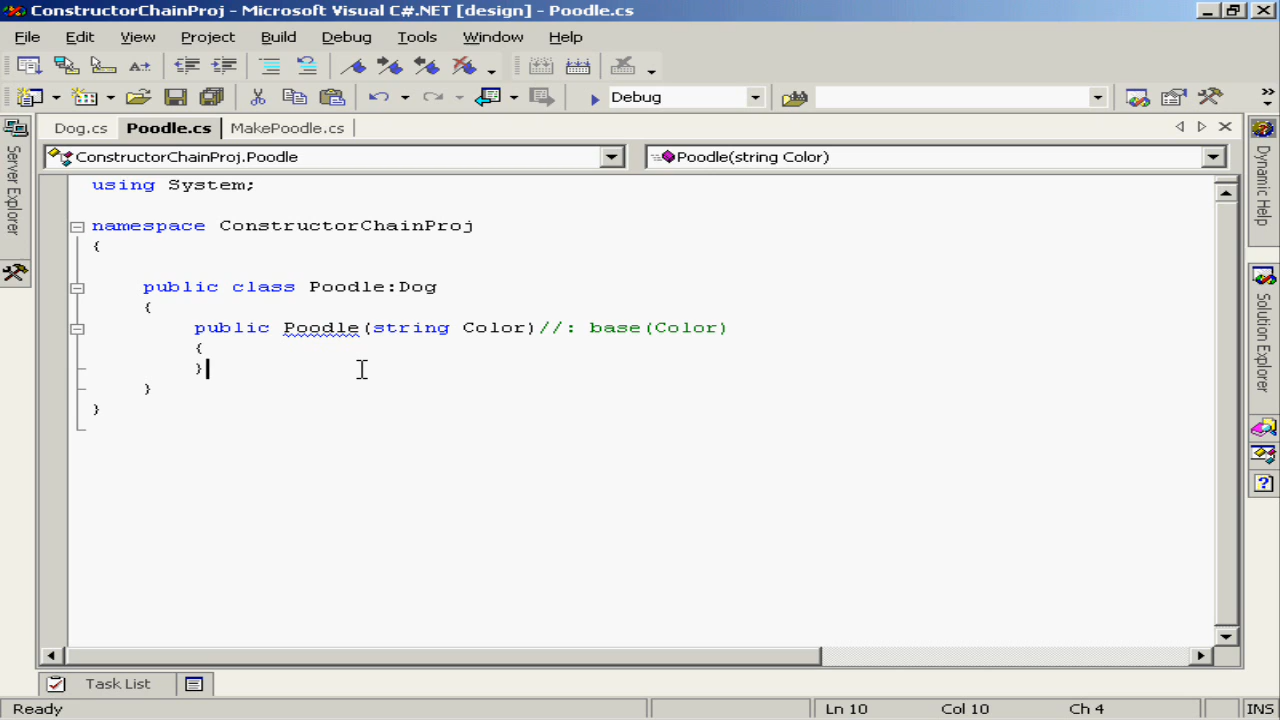 ConstructorChainProj - Microsoft Visual C#.NET [design] - Poodle.cs
File Edit View Project Build Debug Tools Window Help
Debug
Dog.cs Poodle.cs MakePoodle.cs
ConstructorChainProj.Poodle Poodle(string Color)
Server Explorer
Dynamic Help
Solution Explorer
using System;
namespace ConstructorChainProj
{
public class Poodle:Dog
{
public Poodle(string Color)//: base(Color)
{
}
}
}
Task List
Ready Ln 10 Col 10 Ch 4 INS